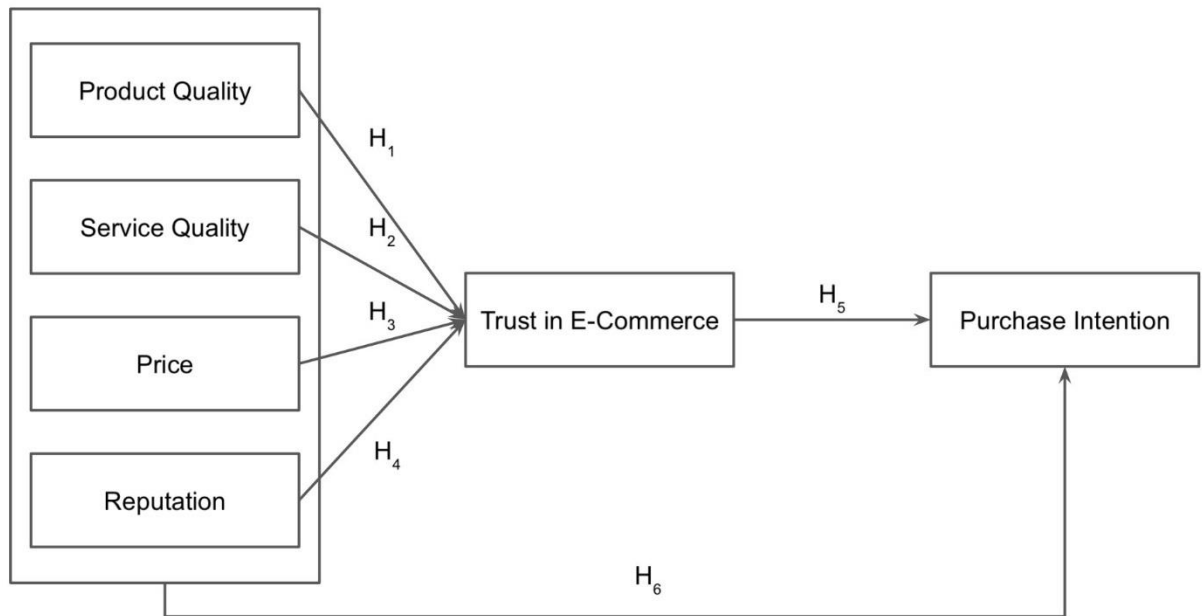 Product Quality
H₁
Service Quality
H₂
Trust in E-Commerce
H₅
Purchase Intention
H₃
Price
H₄
Reputation
H₆